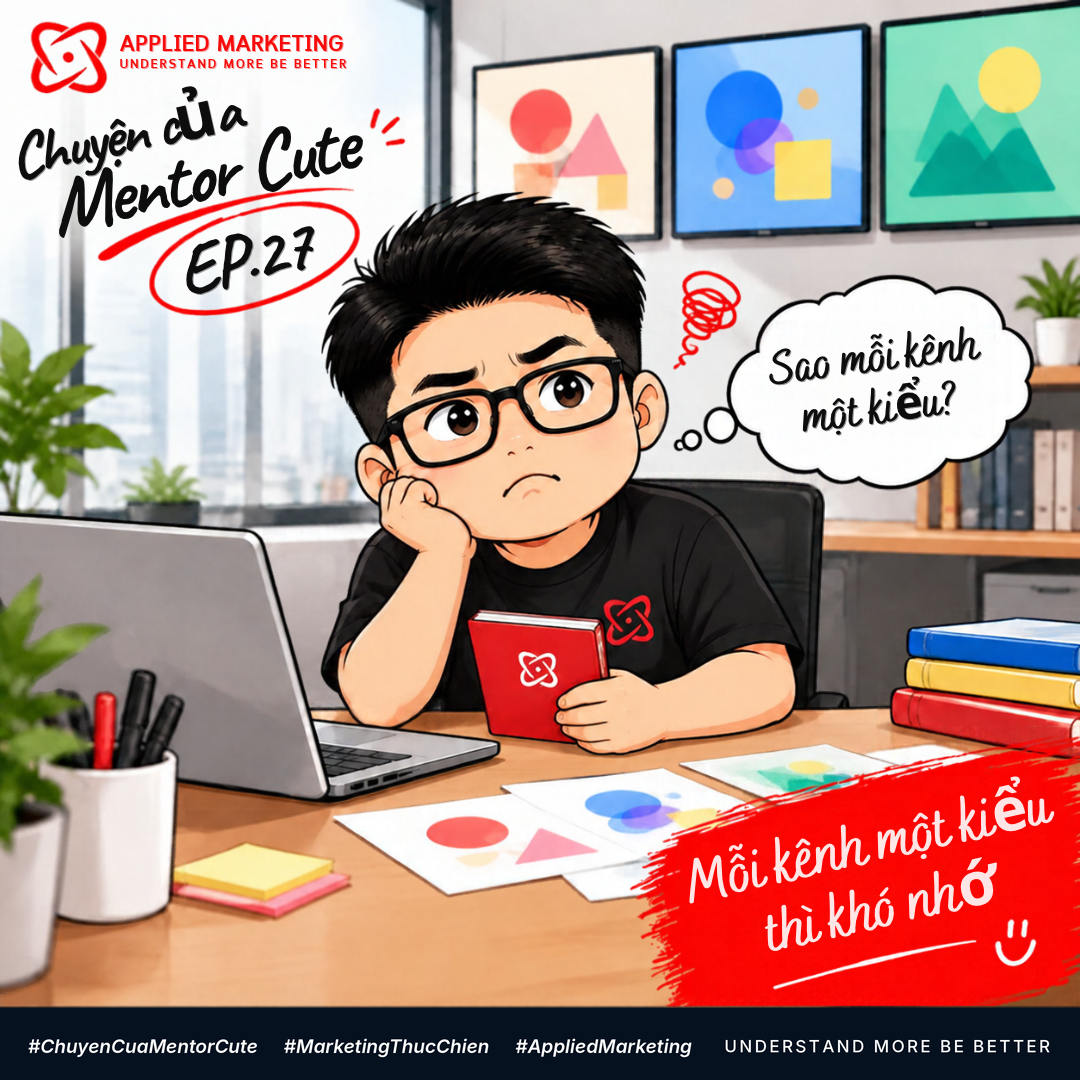 APPLIED MARKETING
UNDERSTAND MORE BE BETTER
Chuyện của
Mentor Cute
EP.27
Sao mỗi kênh
một kiểu?
Mỗi kênh một kiểu
thì khó nhớ
#ChuyenCuaMentorCute #MarketingThucChien #AppliedMarketing UNDERSTAND MORE BE BETTER